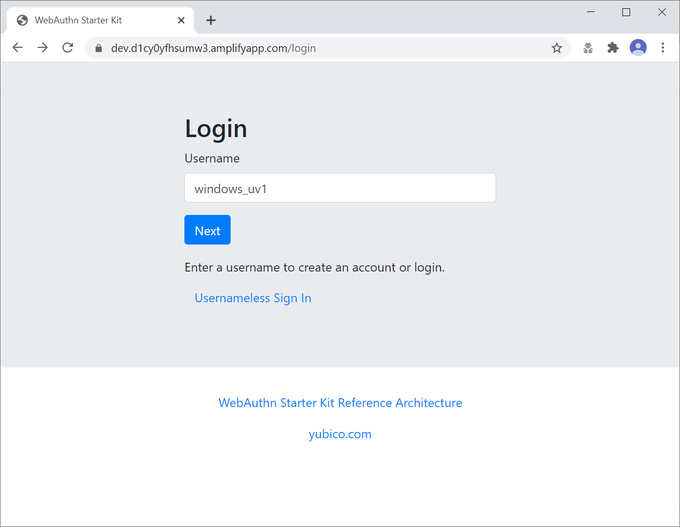 WebAuthn Starter Kit
dev.d1cy0yfhsumw3.amplifyapp.com/login
Login
Username
windows_uv1
Next
Enter a username to create an account or login.
Usernameless Sign In
WebAuthn Starter Kit Reference Architecture
yubico.com